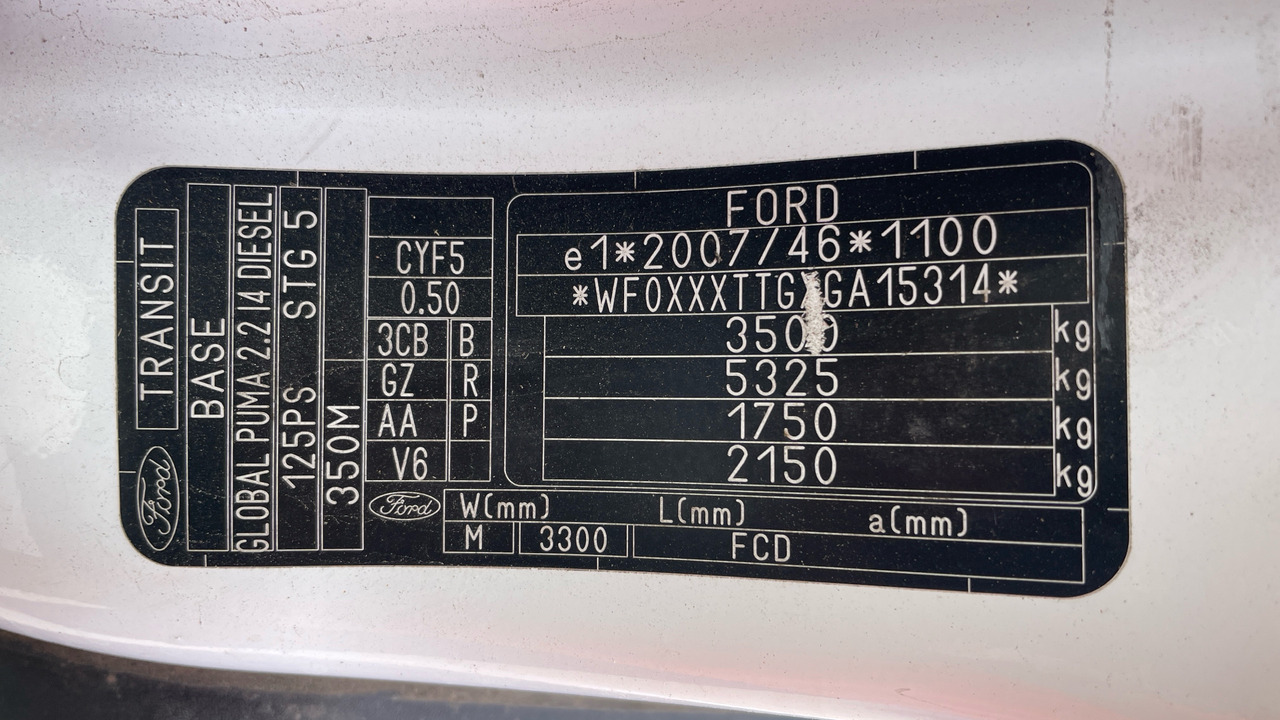 TRANSIT
Ford
BASE
GLOBAL PUMA 2.2 I4 DIESEL
125PS STG 5
350M
CYF5
0.50
3CB B
GZ R
AA P
V6
Ford
FORD
e1*2007/46*1100
3500 kg
5325 kg
1750 kg
2150 kg
W(mm) L(mm) a(mm)
M 3300 FCD